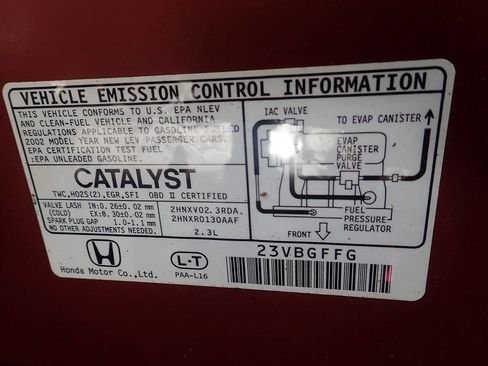 VEHICLE EMISSION CONTROL INFORMATION
THIS VEHICLE CONFORMS TO U.S. EPA NLEV
AND CLEAN-FUEL VEHICLE AND CALIFORNIA
REGULATIONS APPLICABLE TO GASOLINE FUELED
2002 MODEL YEAR NEW LEV PASSENGER CARS.
EPA CERTIFICATION TEST FUEL
:EPA UNLEADED GASOLINE.
CATALYST
TWC,HO2S(2),EGR,SFI OBD II CERTIFIED
VALVE LASH IN:0.26±0.02 mm
(COLD) EX:0.30±0.02 mm
SPARK PLUG GAP 1.0~1.1 mm
NO OTHER ADJUSTMENTS NEEDED.
2HNXV02.3RDA.
2HNXR0130AAF
2.3L
IAC VALVE
TO EVAP CANISTER
EVAP
CANISTER
PURGE
VALVE
FUEL
PRESSURE-
REGULATOR
FRONT
Honda Motor Co.,Ltd.
L-T
PAA-L16
23VBGFFG